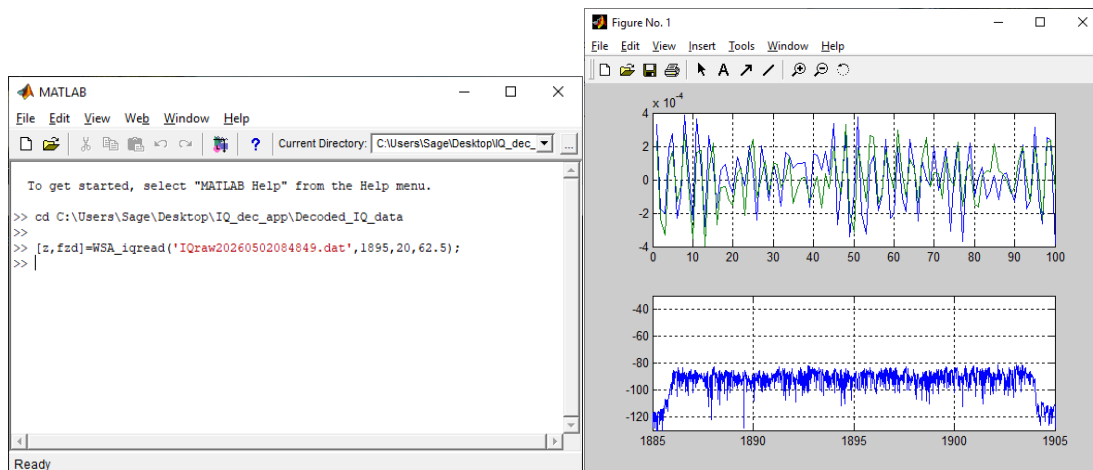 MATLAB
File Edit View Web Window Help
Current Directory: C:\Users\Sage\Desktop\IQ_dec_ ...
To get started, select "MATLAB Help" from the Help menu.
>> cd C:\Users\Sage\Desktop\IQ_dec_app\Decoded_IQ_data
>>
>> [z,fzd]=WSA_iqread('IQraw20260502084849.dat',1895,20,62.5);
>>
Ready
Figure No. 1
File Edit View Insert Tools Window Help
A
x 10^-4
4
2
0
-2
-4
0 10 20 30 40 50 60 70 80 90 100
-40
-60
-80
-100
-120
1885 1890 1895 1900 1905